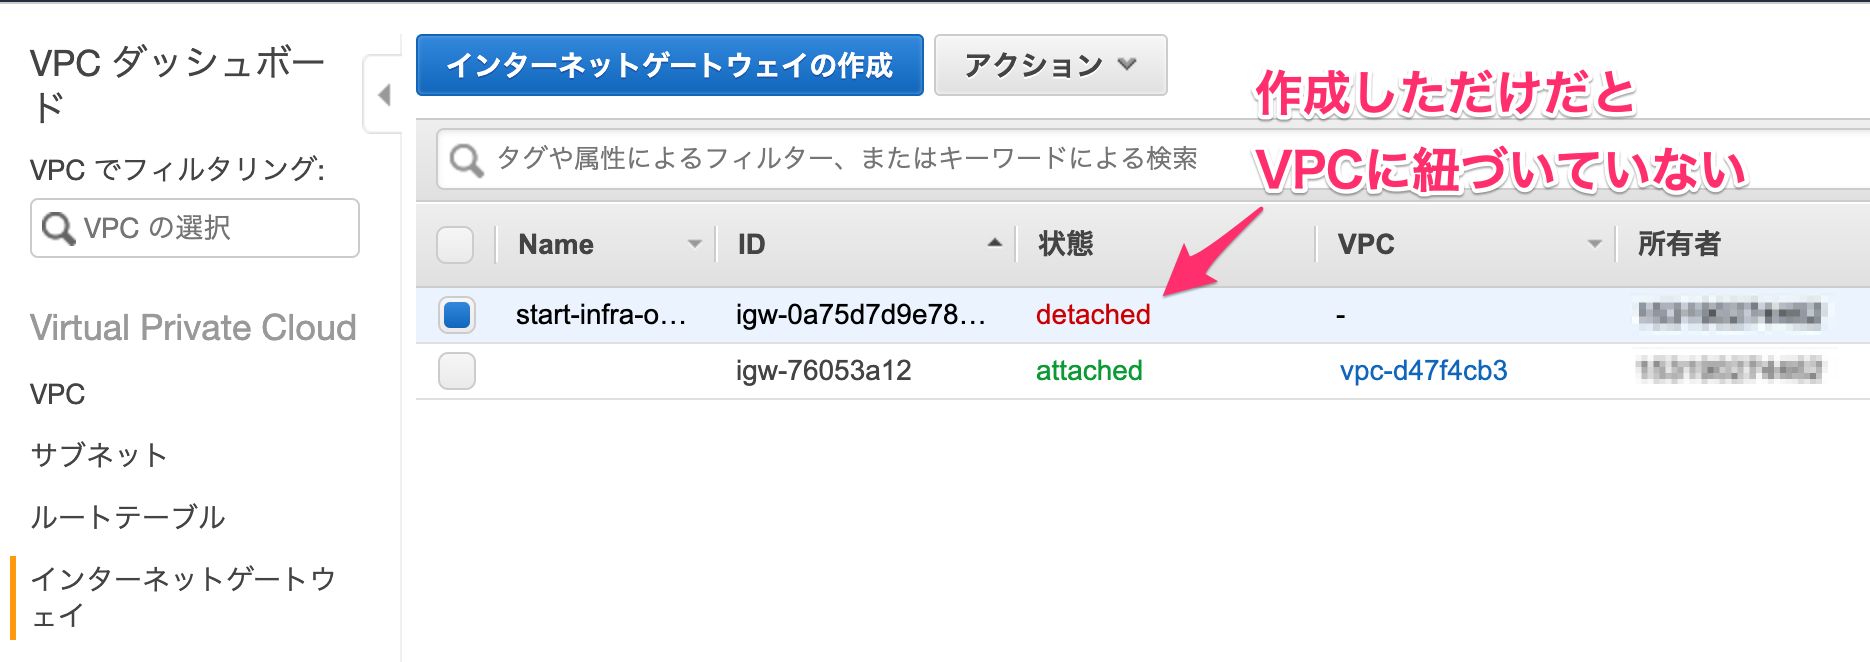 VPC ダッシュボー
ド
VPC でフィルタリング:
VPC の選択
Virtual Private Cloud
VPC
サブネット
ルートテーブル
インターネットゲートウ
ェイ
インターネットゲートウェイの作成 アクション
作成しただけだと
VPCに紐づいていない
タグや属性によるフィルター、またはキーワードによる検索
Name ID 状態 VPC 所有者
start-infra-o... igw-0a75d7d9e78... detached -
igw-76053a12 attached vpc-d47f4cb3